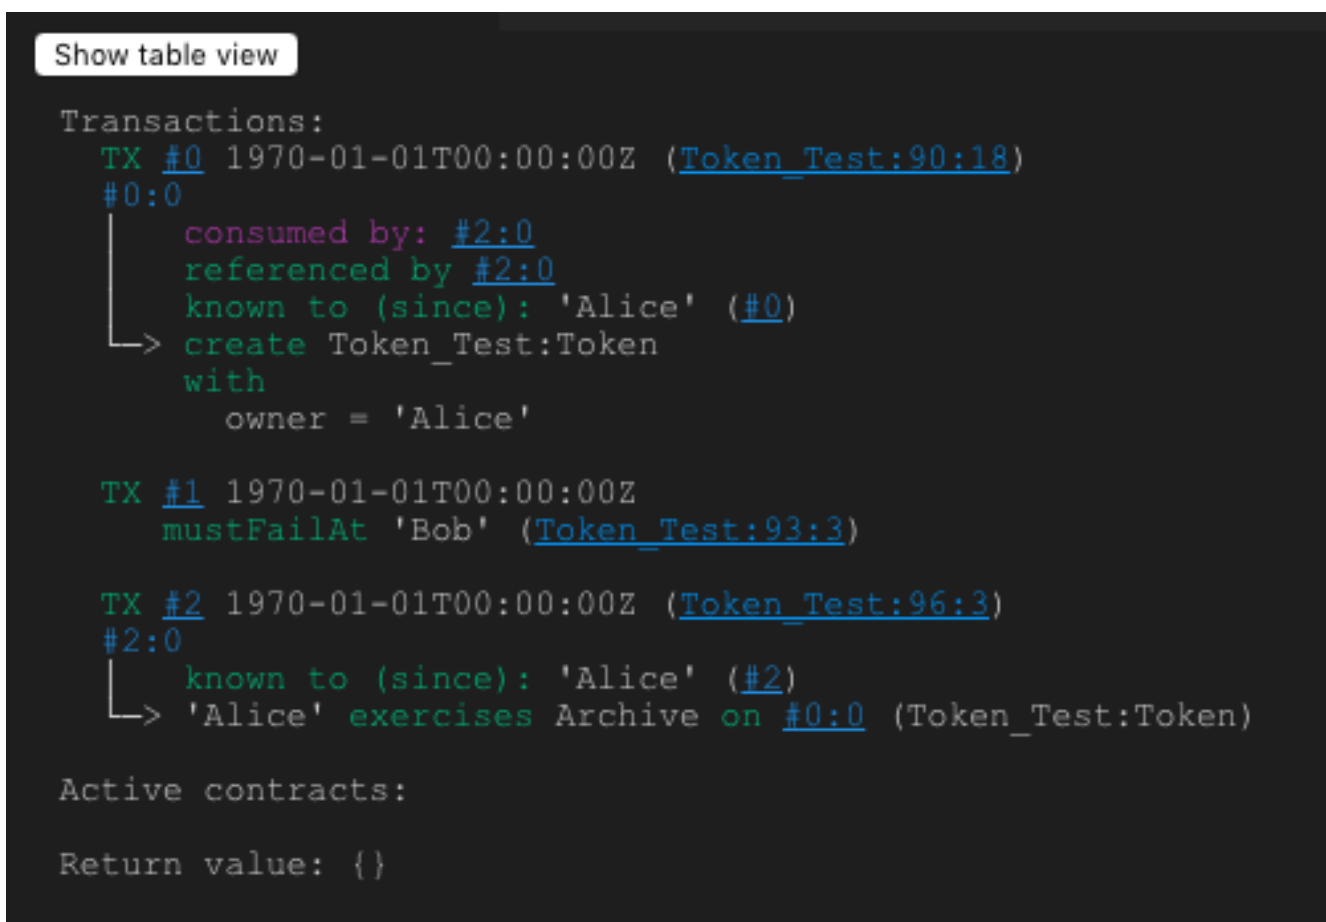 Show table view
Transactions:
TX #0 1970-01-01T00:00:00Z (Token_Test:90:18)
#0:0
consumed by: #2:0
referenced by #2:0
known to (since): 'Alice' (#0)
└─> create Token_Test:Token
with
owner = 'Alice'
TX #1 1970-01-01T00:00:00Z
mustFailAt 'Bob' (Token_Test:93:3)
TX #2 1970-01-01T00:00:00Z (Token_Test:96:3)
#2:0
known to (since): 'Alice' (#2)
└─> 'Alice' exercises Archive on #0:0 (Token_Test:Token)
Active contracts:
Return value: {}